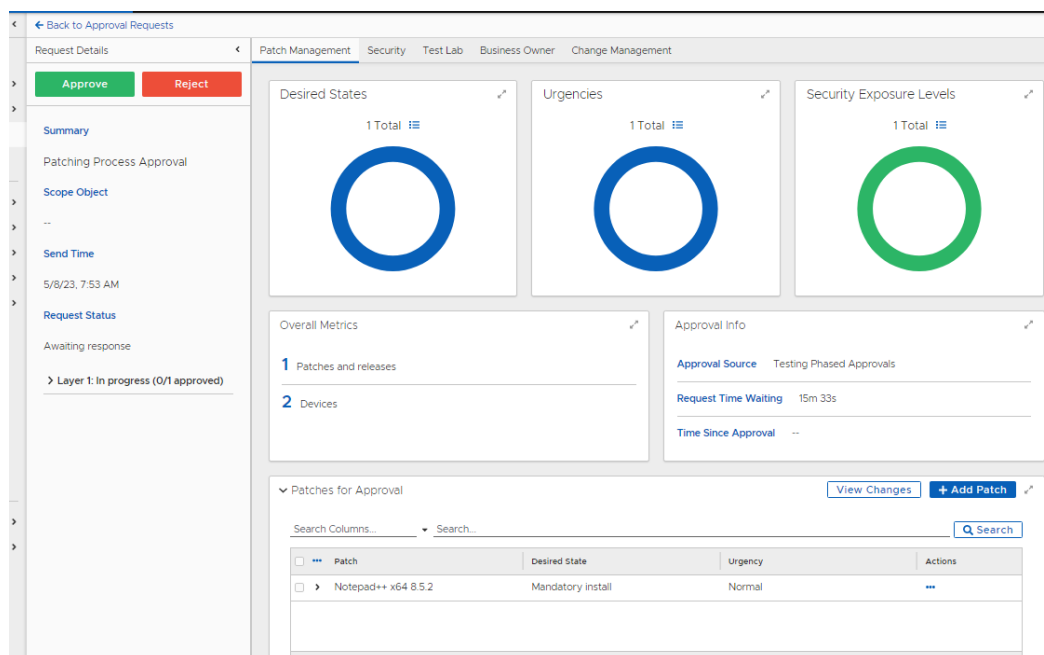 Back to Approval Requests
Request Details
Approve Reject
Summary
Patching Process Approval
Scope Object
--
Send Time
5/8/23, 7:53 AM
Request Status
Awaiting response
Layer 1: In progress (0/1 approved)
Patch Management Security Test Lab Business Owner Change Management
Desired States
1 Total
Urgencies
1 Total
Security Exposure Levels
1 Total
Overall Metrics
1 Patches and releases
2 Devices
Approval Info
Approval Source Testing Phased Approvals
Request Time Waiting 15m 33s
Time Since Approval --
Patches for Approval View Changes + Add Patch
Search Columns... Search... Search
Patch Desired State Urgency Actions
Notepad++ x64 8.5.2 Mandatory install Normal